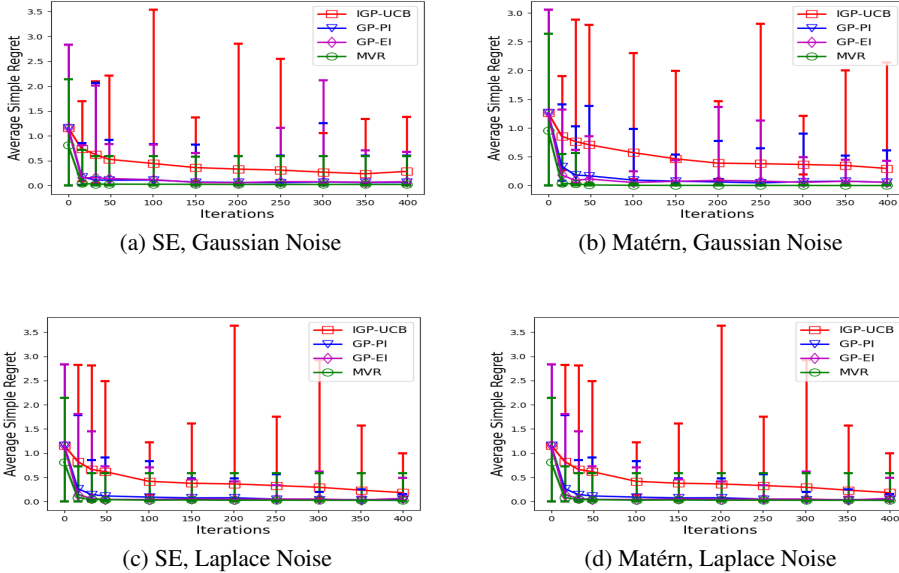 3.5
3.0
2.5
2.0
1.5
1.0
0.5
0.0
Average Simple Regret
IGP-UCB
GP-PI
GP-EI
MVR
0 50 100 150 200 250 300 350 400
Iterations
(a) SE, Gaussian Noise
3.0
2.5
2.0
1.5
1.0
0.5
0.0
Average Simple Regret
IGP-UCB
GP-PI
GP-EI
MVR
0 50 100 150 200 250 300 350 400
Iterations
(b) Matérn, Gaussian Noise
3.5
3.0
2.5
2.0
1.5
1.0
0.5
0.0
Average Simple Regret
IGP-UCB
GP-PI
GP-EI
MVR
0 50 100 150 200 250 300 350 400
Iterations
(c) SE, Laplace Noise
3.5
3.0
2.5
2.0
1.5
1.0
0.5
0.0
Average Simple Regret
IGP-UCB
GP-PI
GP-EI
MVR
0 50 100 150 200 250 300 350 400
Iterations
(d) Matérn, Laplace Noise